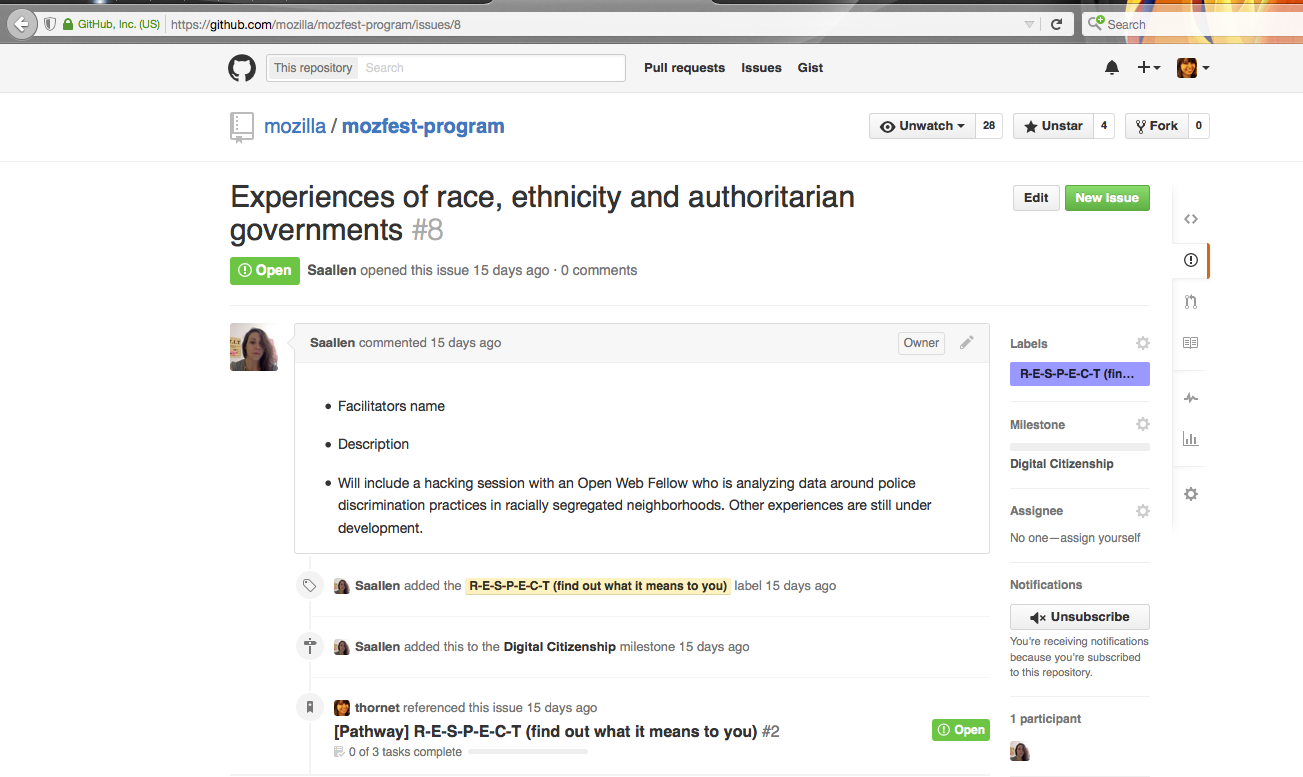 GitHub, Inc. (US) https://github.com/mozilla/mozfest-program/issues/8 Search
This repository Search Pull requests Issues Gist
mozilla / mozfest-program Unwatch 28 Unstar 4 Fork 0
Experiences of race, ethnicity and authoritarian
governments #8
Edit New issue
Open Saallen opened this issue 15 days ago · 0 comments
Saallen commented 15 days ago Owner
• Facilitators name
• Description
• Will include a hacking session with an Open Web Fellow who is analyzing data around police
discrimination practices in racially segregated neighborhoods. Other experiences are still under
development.
Saallen added the R-E-S-P-E-C-T (find out what it means to you) label 15 days ago
Saallen added this to the Digital Citizenship milestone 15 days ago
thornet referenced this issue 15 days ago
[Pathway] R-E-S-P-E-C-T (find out what it means to you) #2 Open
0 of 3 tasks complete
Labels
R-E-S-P-E-C-T (fin...
Milestone
Digital Citizenship
Assignee
No one—assign yourself
Notifications
Unsubscribe
You're receiving notifications
because you're subscribed
to this repository.
1 participant